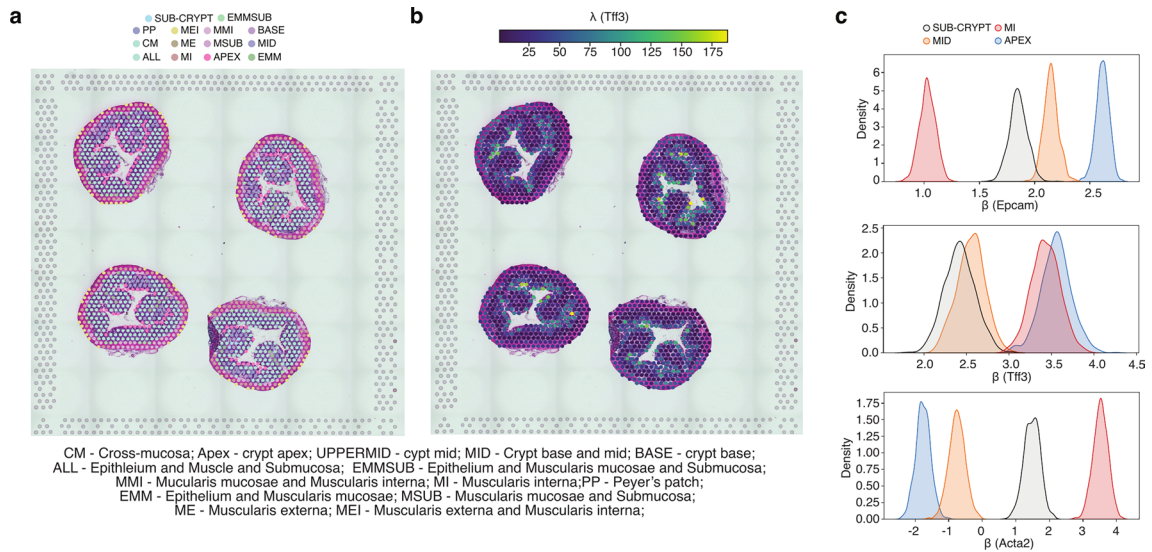 a
SUB-CRYPT EMMSUB
PP MEI MMI BASE
CM ME MSUB MID
ALL MI APEX EMM
b
λ (Tff3)
25 50 75 100 125 150 175
CM - Cross-mucosa; Apex - crypt apex; UPPERMID - cypt mid; MID - Crypt base and mid; BASE - crypt base;
ALL - Epithleium and Muscle and Submucosa; EMMSUB - Epithelium and Muscularis mucosae and Submucosa;
MMI - Mucularis mucosae and Muscularis interna; MI - Muscularis interna;PP - Peyer's patch;
EMM - Epithelium and Muscularis mucosae; MSUB - Muscularis mucosae and Submucosa;
ME - Muscularis externa; MEI - Muscularis externa and Muscularis interna;
c
SUB-CRYPT MI
MID APEX
Density
6
5
4
3
2
1
0
1.0 1.5 2.0 2.5
β (Epcam)
Density
2.5
2.0
1.5
1.0
0.5
0.0
2.0 2.5 3.0 3.5 4.0 4.5
β (Tff3)
Density
1.75
1.50
1.25
1.00
0.75
0.50
0.25
0.00
-2 -1 0 1 2 3 4
β (Acta2)